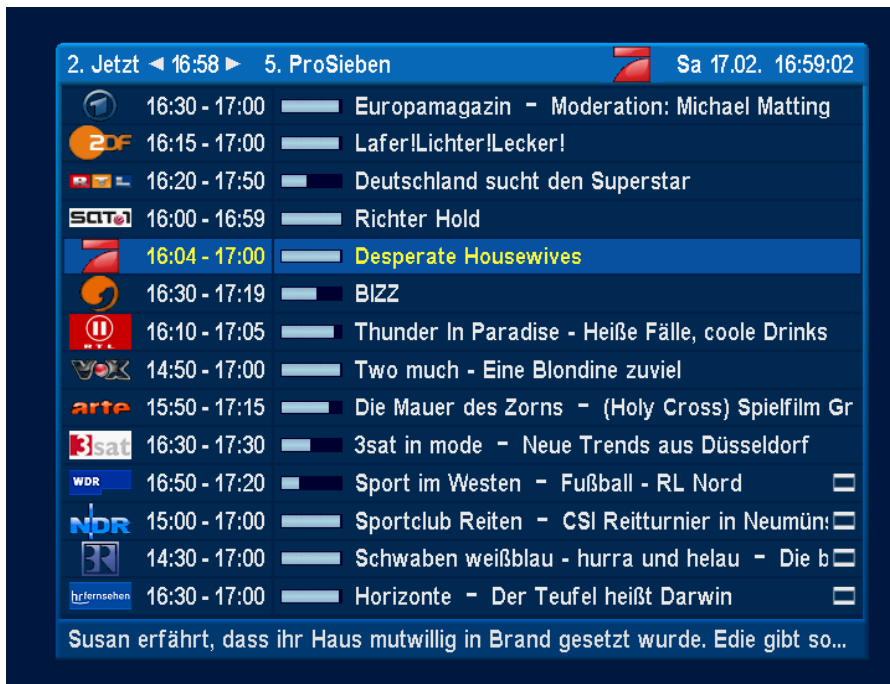 2. Jetzt ◄ 16:58 ► 5. ProSieben Sa 17.02. 16:59:02
16:30 - 17:00 Europamagazin - Moderation: Michael Matting
ZDF 16:15 - 17:00 Lafer!Lichter!Lecker!
RTL 16:20 - 17:50 Deutschland sucht den Superstar
SAT.1 16:00 - 16:59 Richter Hold
16:04 - 17:00 Desperate Housewives
16:30 - 17:19 BIZZ
II RTL 16:10 - 17:05 Thunder In Paradise - Heiße Fälle, coole Drinks
VOX 14:50 - 17:00 Two much - Eine Blondine zuviel
arte 15:50 - 17:15 Die Mauer des Zorns - (Holy Cross) Spielfilm Gr
3sat 16:30 - 17:30 3sat in mode - Neue Trends aus Düsseldorf
WDR 16:50 - 17:20 Sport im Westen - Fußball - RL Nord
NDR 15:00 - 17:00 Sportclub Reiten - CSI Reitturnier in Neumün:
BR 14:30 - 17:00 Schwaben weißblau - hurra und helau - Die b
hr fernsehen 16:30 - 17:00 Horizonte - Der Teufel heißt Darwin
Susan erfährt, dass ihr Haus mutwillig in Brand gesetzt wurde. Edie gibt so...